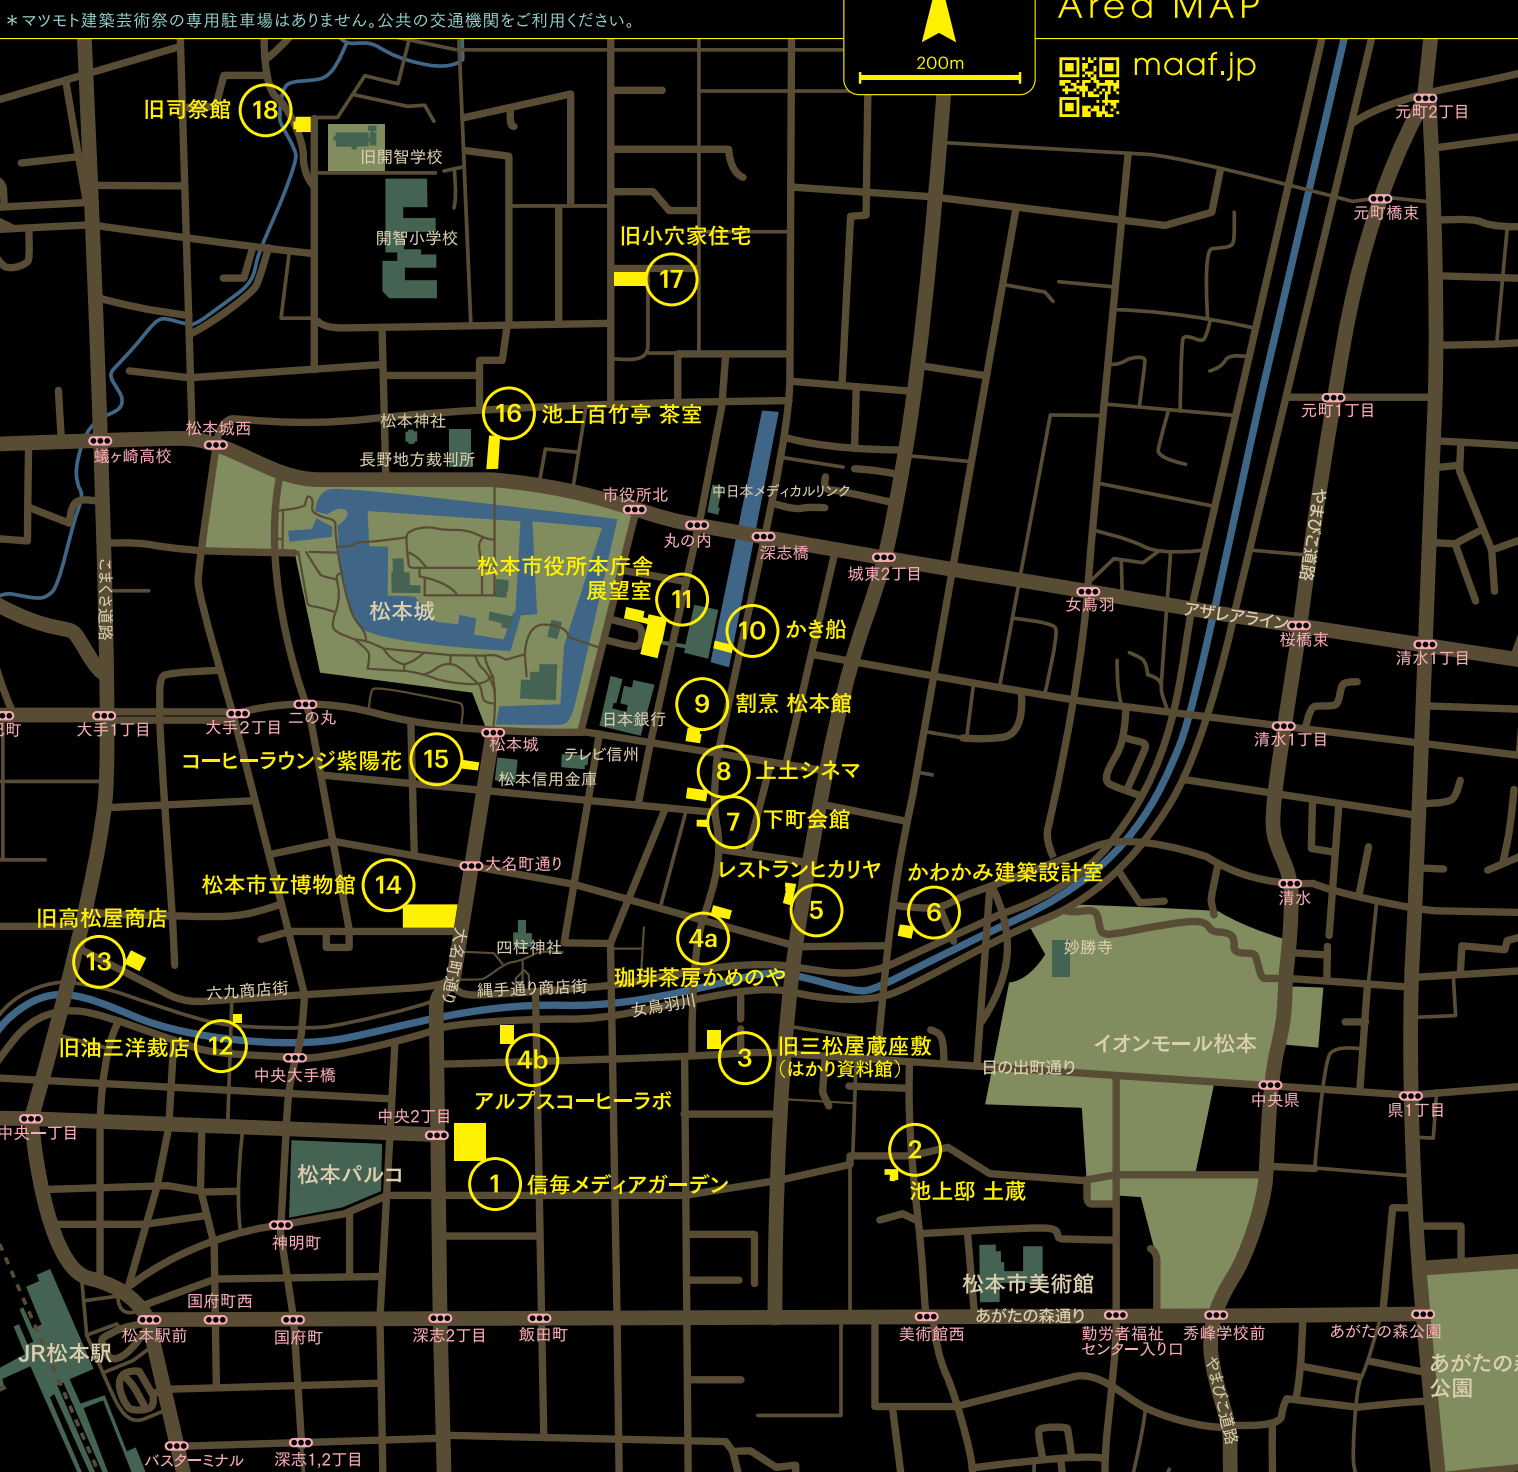 ＊マツモト建築芸術祭の専用駐車場はありません。公共の交通機関をご利用ください。
Area MAP
200m
maaf.jp
元町2丁目
旧司祭館
18
旧開智学校
元町橋東
開智小学校
旧小穴家住宅
17
元町1丁目
松本城西
松本神社
16
池上百竹亭 茶室
蟻ヶ崎高校
長野地方裁判所
市役所北
中日本メディカルリンク
丸の内
深志橋
やまびこ道路
城東2丁目
松本市役所本庁舎
展望室
11
こまくさ道路
松本城
女鳥羽
アザレアライン
10
かき船
桜橋東
清水1丁目
9
割烹 松本館
日本銀行
大手1丁目
大手2丁目
二の丸
松本城
清水1丁目
コーヒーラウンジ紫陽花
15
テレビ信州
松本信用金庫
8
上土シネマ
7
下町会館
大名町通り
レストランヒカリヤ
かわかみ建築設計室
松本市立博物館
14
清水
旧高松屋商店
5
6
4a
四柱神社
妙勝寺
13
大名町通り
珈琲茶房かめのや
六九商店街
縄手通り商店街
女鳥羽川
旧油三洋裁店
12
イオンモール松本
4b
3
旧三松屋蔵座敷
（はかり資料館）
日の出町通り
中央大手橋
アルプスコーヒーラボ
中央県
県1丁目
中央2丁目
中央一丁目
2
松本パルコ
1
信毎メディアガーデン
池上邸 土蔵
神明町
松本市美術館
国府町西
あがたの森通り
松本駅前
国府町
深志2丁目
飯田町
美術館西
勤労者福祉
センター入り口
秀峰学校前
あがたの森公園
JR松本駅
あがたの森
公園
やまびこ道路
バスターミナル
深志1,2丁目